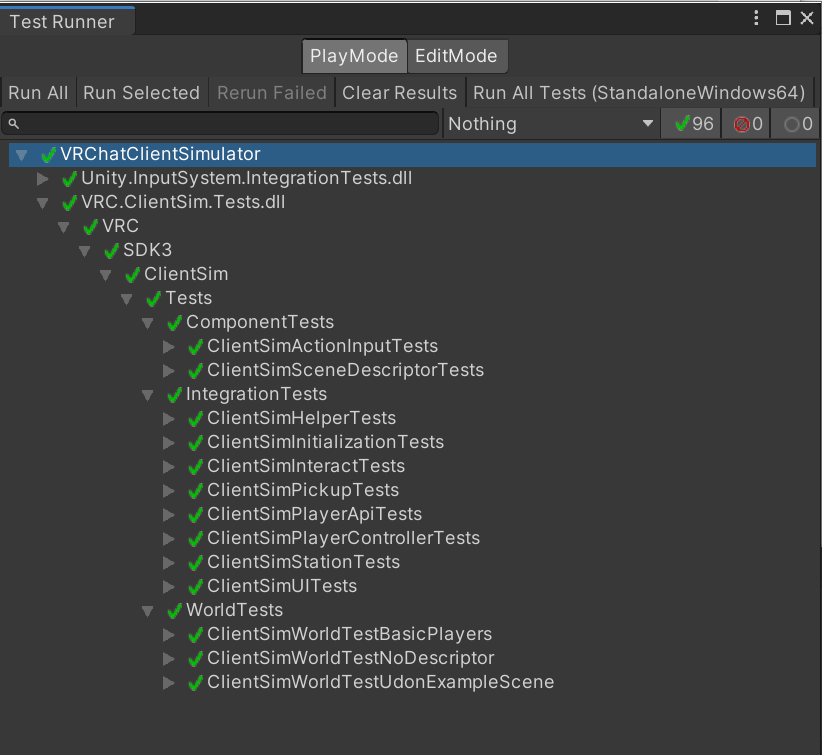 Test Runner
PlayMode EditMode
Run All Run Selected Rerun Failed Clear Results Run All Tests (StandaloneWindows64)
Nothing 96 0 0
VRChatClientSimulator
Unity.InputSystem.IntegrationTests.dll
VRC.ClientSim.Tests.dll
VRC
SDK3
ClientSim
Tests
ComponentTests
ClientSimActionInputTests
ClientSimSceneDescriptorTests
IntegrationTests
ClientSimHelperTests
ClientSimInitializationTests
ClientSimInteractTests
ClientSimPickupTests
ClientSimPlayerApiTests
ClientSimPlayerControllerTests
ClientSimStationTests
ClientSimUITests
WorldTests
ClientSimWorldTestBasicPlayers
ClientSimWorldTestNoDescriptor
ClientSimWorldTestUdonExampleScene